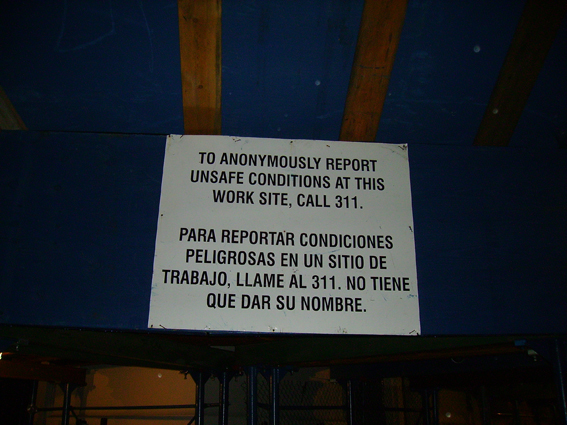 TO ANONYMOUSLY REPORT
UNSAFE CONDITIONS AT THIS
WORK SITE, CALL 311.
PARA REPORTAR CONDICIONES
PELIGROSAS EN UN SITIO DE
TRABAJO, LLAME AL 311. NO TIENE
QUE DAR SU NOMBRE.